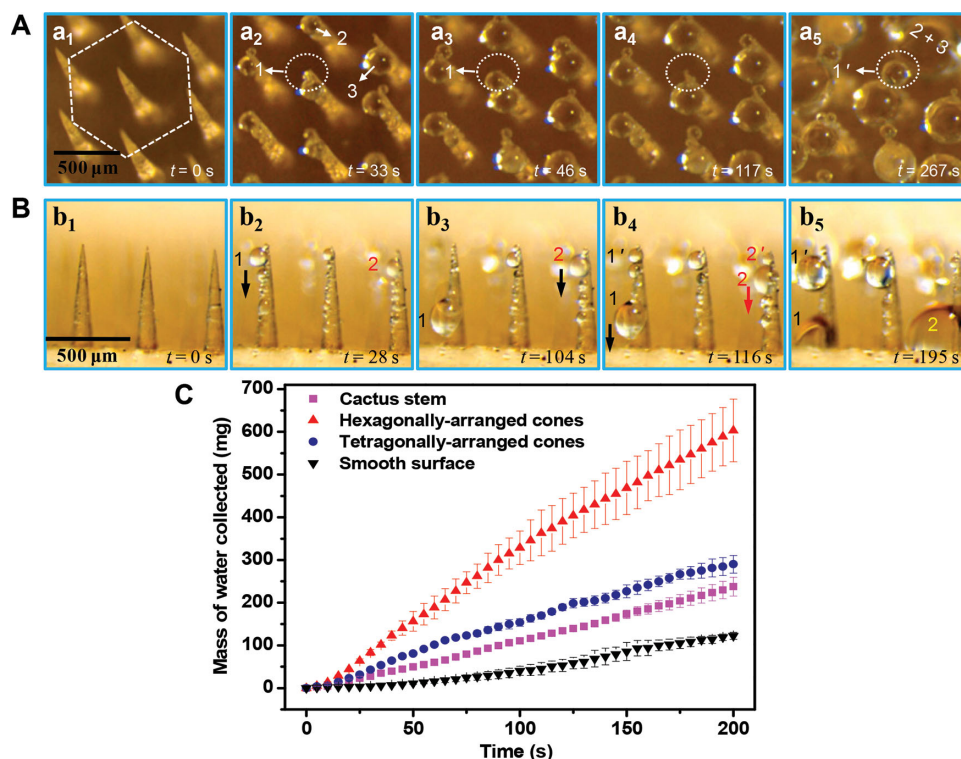 A
a1
500 μm
t = 0 s
a2
1
2
3
t = 33 s
a3
1
t = 46 s
a4
t = 117 s
a5
1′
2 + 3
t = 267 s
B
b1
500 μm
t = 0 s
b2
1
2
t = 28 s
b3
1
2
t = 104 s
b4
1′
1
2′
2
t = 116 s
b5
1′
1
2
t = 195 s
C
Mass of water collected (mg)
700
600
500
400
300
200
100
0
Cactus stem
Hexagonally-arranged cones
Tetragonally-arranged cones
Smooth surface
0 50 100 150 200
Time (s)